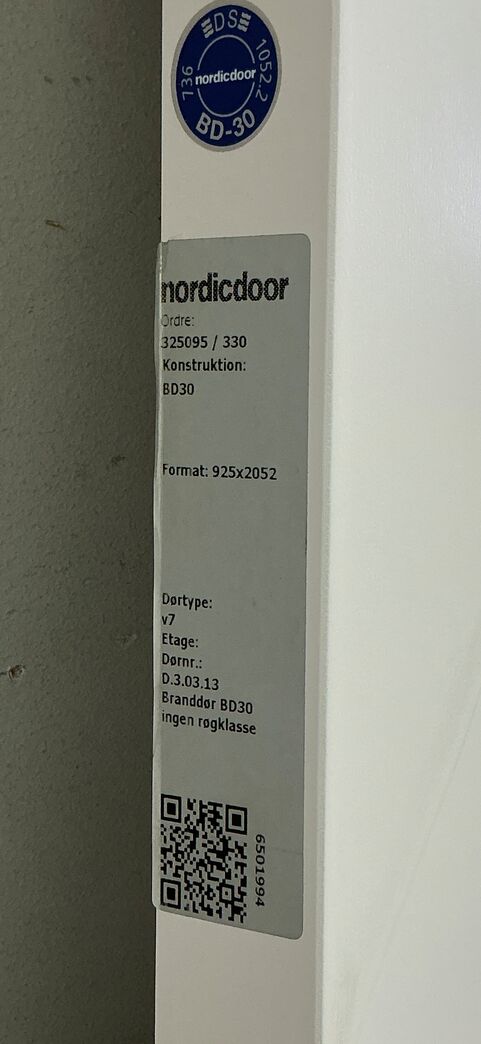 DS
736
nordicdoor
1052.2
BD-30
nordicdoor
Ordre:
325095 / 330
Konstruktion:
BD30
Format: 925x2052
Dørtype:
v7
Etage:
Dørnr.:
D.3.03.13
Branddør BD30
ingen røgklasse
6501994